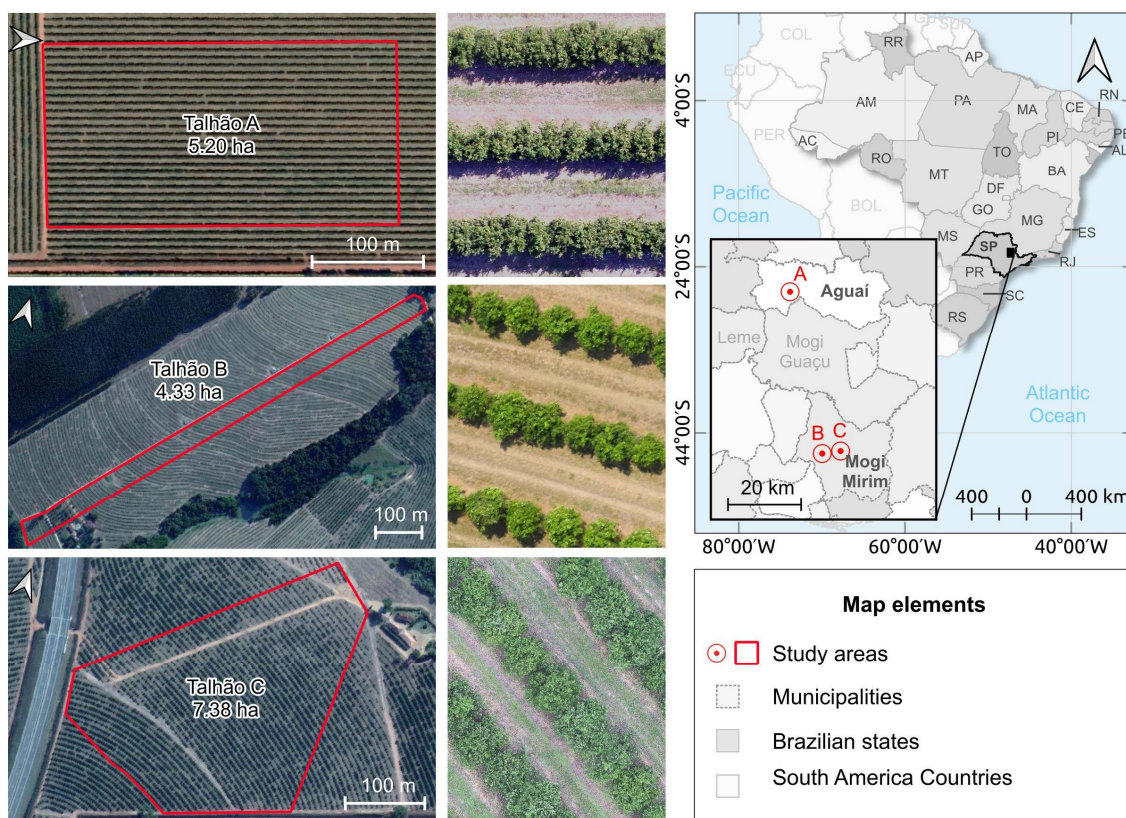 Talhão A
5.20 ha
100 m
Talhão B
4.33 ha
100 m
Talhão C
7.38 ha
100 m
COL
RR
AP
ECU
4°00'S
AM
PA
MA
CE
RN
PER
AC
RO
TO
PI
PE
AL
MT
BA
Pacific
Ocean
BOL
DF
GO
MG
MS
ES
SP
RJ
24°00'S
PR
SC
RS
A
Aguaí
Leme
Mogi
Guaçu
Atlantic
Ocean
44°00'S
B
C
Mogi
Mirim
20 km
400 0 400 km
80°00'W 60°00'W 40°00'W
Map elements
Study areas
Municipalities
Brazilian states
South America Countries